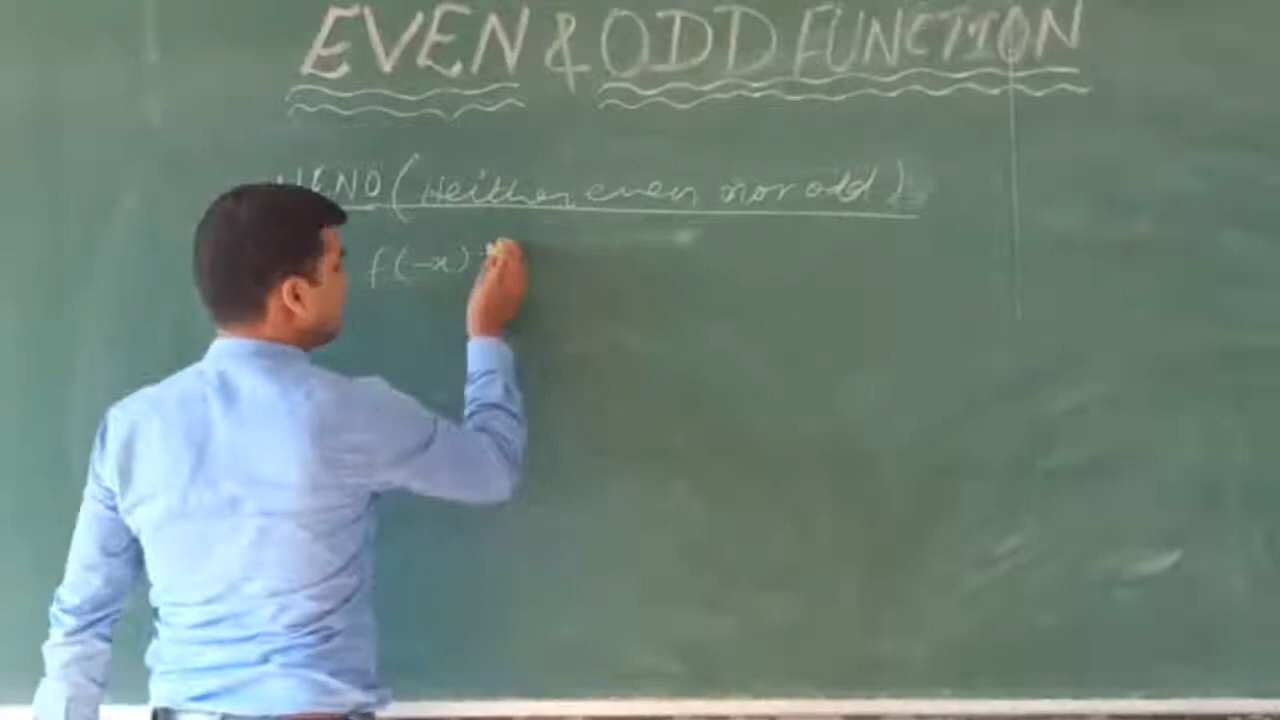 EVEN & ODD FUNCTION
NENO (Neither even nor odd)
f(-x)